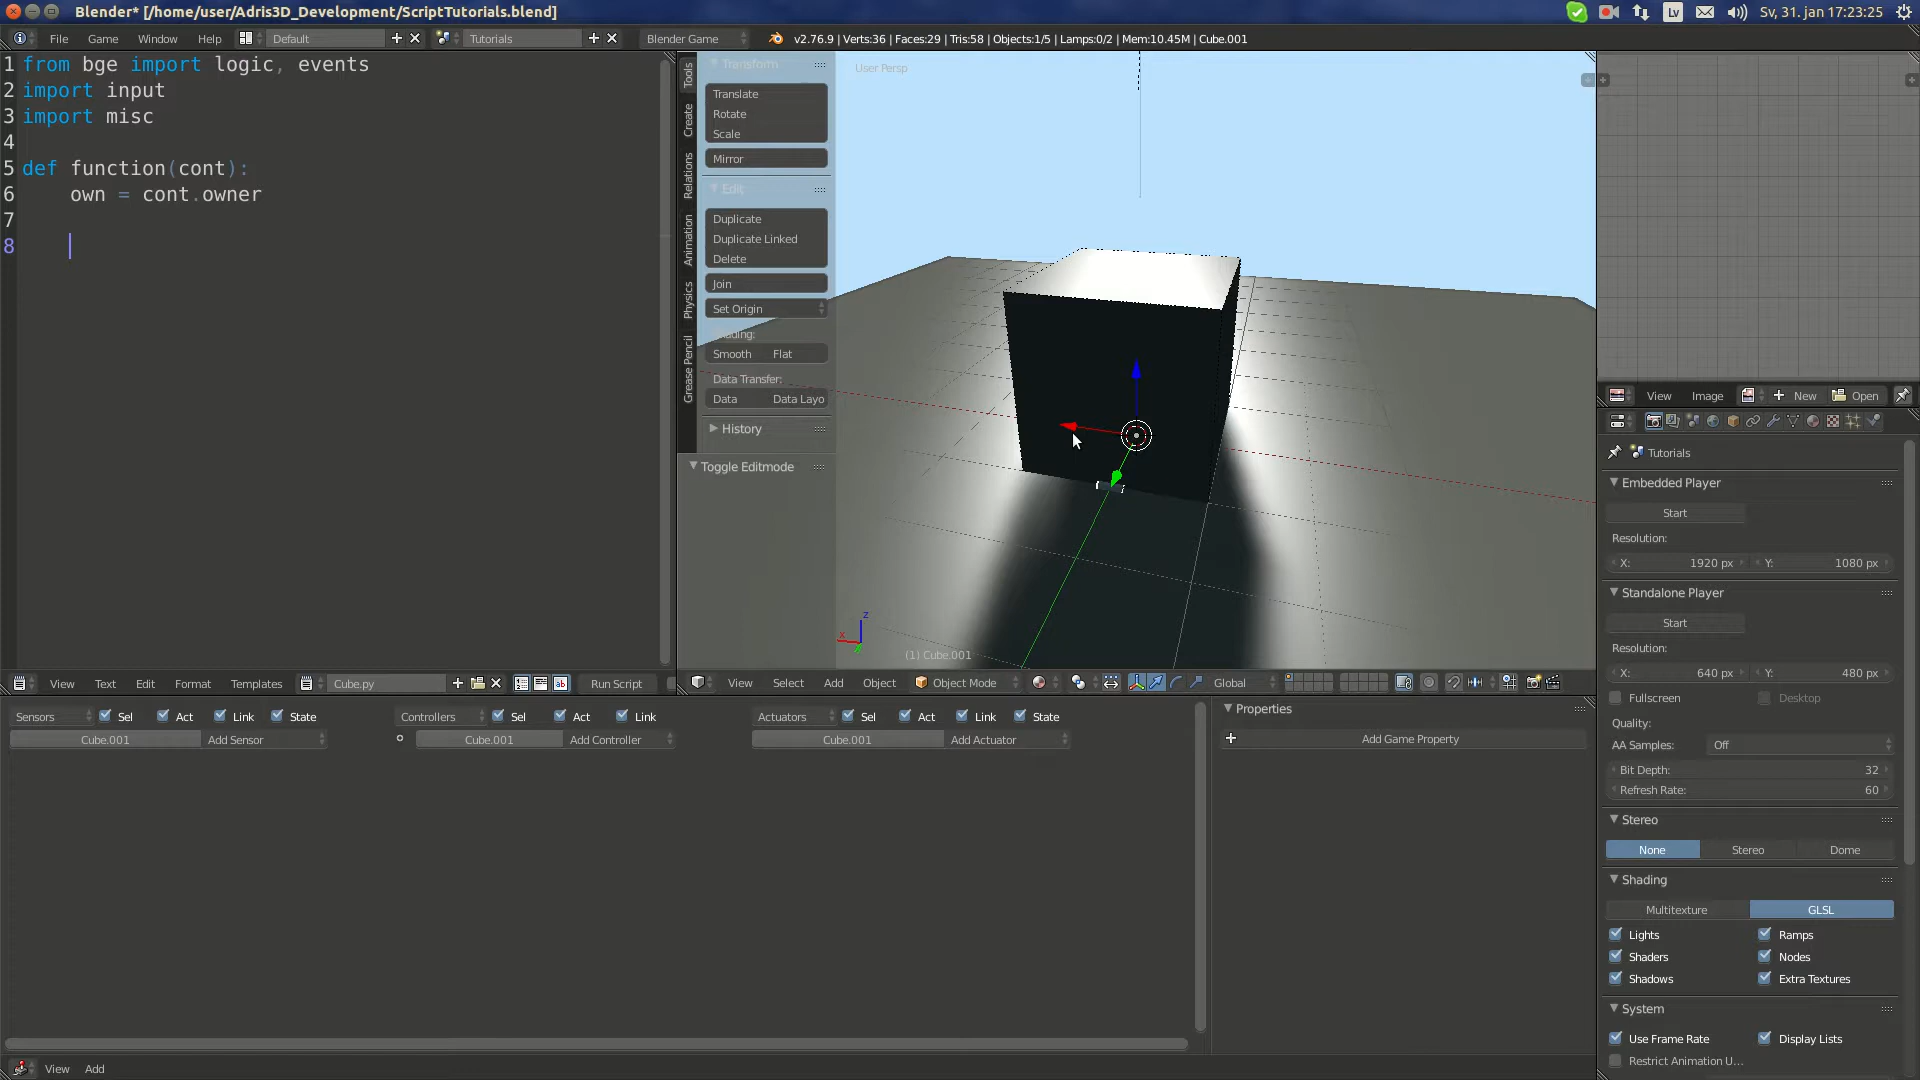 Blender* [/home/user/Adris3D_Development/ScriptTutorials.blend]
Lv
Sv, 31. jan 17:23:25
File Game Window Help Default Tutorials Blender Game v2.76.9 | Verts:36 | Faces:29 | Tris:58 | Objects:1/5 | Lamps:0/2 | Mem:10.45M | Cube.001
1 from bge import logic, events
2 import input
3 import misc
4
5 def function(cont):
6 own = cont.owner
7
8
View Text Edit Format Templates Cube.py Run Script
Tools
Create
Relations
Animation
Physics
Grease Pencil
Transform
Translate
Rotate
Scale
Mirror
Edit
Duplicate
Duplicate Linked
Delete
Join
Set Origin
Smooth Flat
Data Transfer:
Data Data Layo
History
Toggle Editmode
User Persp
z
x
(1) Cube.001
View Select Add Object Object Mode Global
View Image New Open
Tutorials
Embedded Player
Start
Resolution:
X: 1920 px Y: 1080 px
Standalone Player
Start
Resolution:
X: 640 px Y: 480 px
Fullscreen Desktop
Quality:
AA Samples: Off
Bit Depth: 32
Refresh Rate: 60
Stereo
None Stereo Dome
Shading
Multitexture GLSL
Lights Ramps
Shaders Nodes
Shadows Extra Textures
System
Use Frame Rate Display Lists
Restrict Animation U...
Sensors Sel Act Link State Controllers Sel Act Link Actuators Sel Act Link State
Cube.001 Add Sensor Cube.001 Add Controller Cube.001 Add Actuator
Properties
Add Game Property
View Add